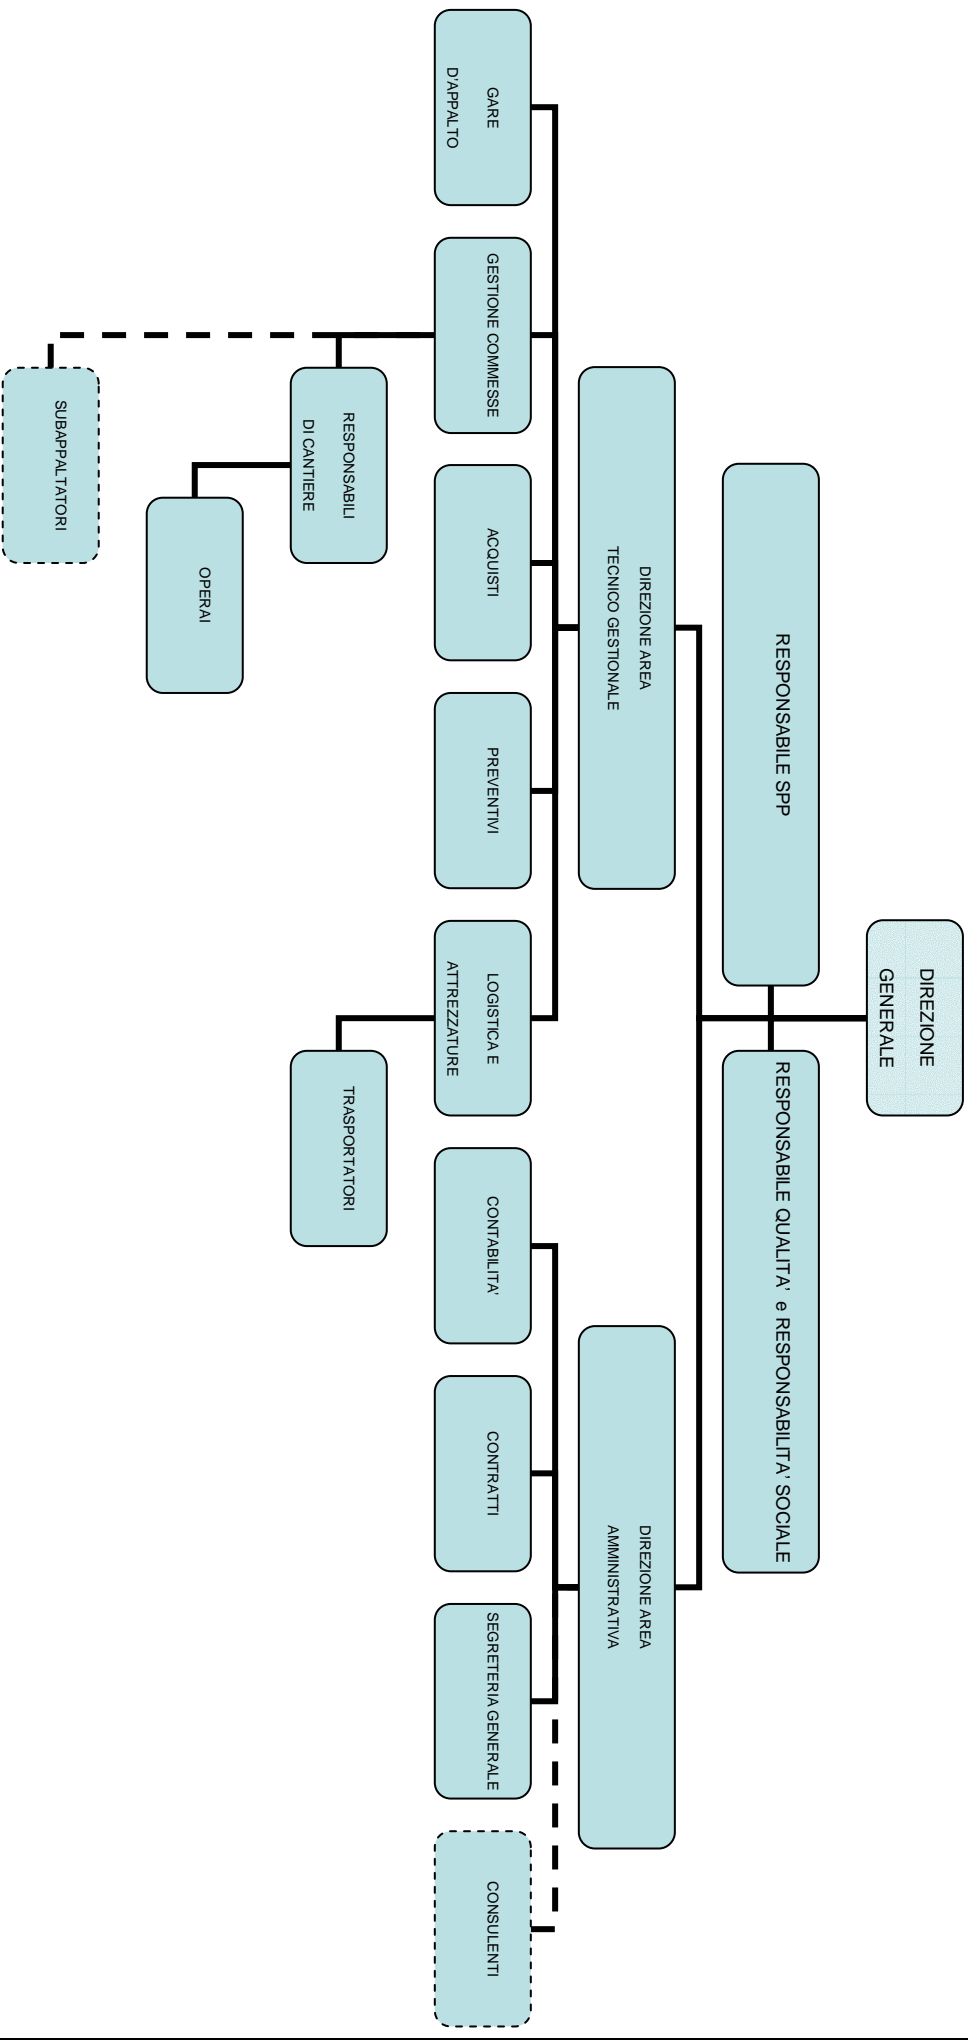 DIREZIONE
GENERALE
RESPONSABILE SPP
RESPONSABILE QUALITA' e RESPONSABILITA' SOCIALE
DIREZIONE AREA
TECNICO GESTIONALE
DIREZIONE AREA
AMMINISTRATIVA
GARE
D'APPALTO
GESTIONE COMMESSE
ACQUISTI
PREVENTIVI
LOGISTICA E
ATTREZZATURE
CONTABILITA'
CONTRATTI
SEGRETERIA GENERALE
CONSULENTI
RESPONSABILI
DI CANTIERE
TRASPORTATORI
OPERAI
SUBAPPALTATORI